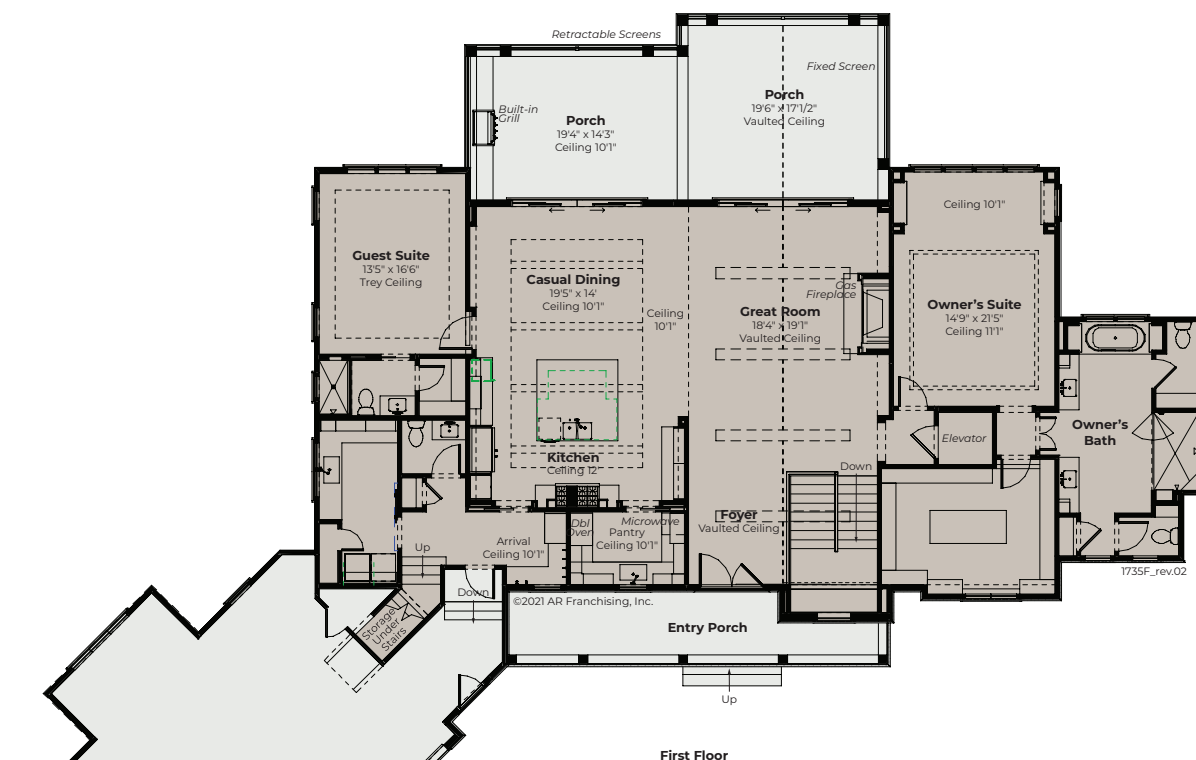 Retractable Screens
Fixed Screen
Porch
19'6" x 17'1/2"
Vaulted Ceiling
Built-in
Grill
Porch
19'4" x 14'3"
Ceiling 10'1"
Ceiling 10'1"
Guest Suite
13'5" x 16'6"
Trey Ceiling
Casual Dining
19'5" x 14'
Ceiling 10'1"
Ceiling
10'1"
Gas
Fireplace
Great Room
18'4" x 19'1"
Vaulted Ceiling
Owner's Suite
14'9" x 21'5"
Ceiling 11'1"
Owner's
Bath
Elevator
Kitchen
Ceiling 12'
Down
Dbl
Oven
Microwave
Pantry
Ceiling 10'1"
Foyer
Vaulted Ceiling
Arrival
Ceiling 10'1"
Up
Down
1735F_rev.02
©2021 AR Franchising, Inc.
Storage
Under
Stairs
Entry Porch
Up
First Floor